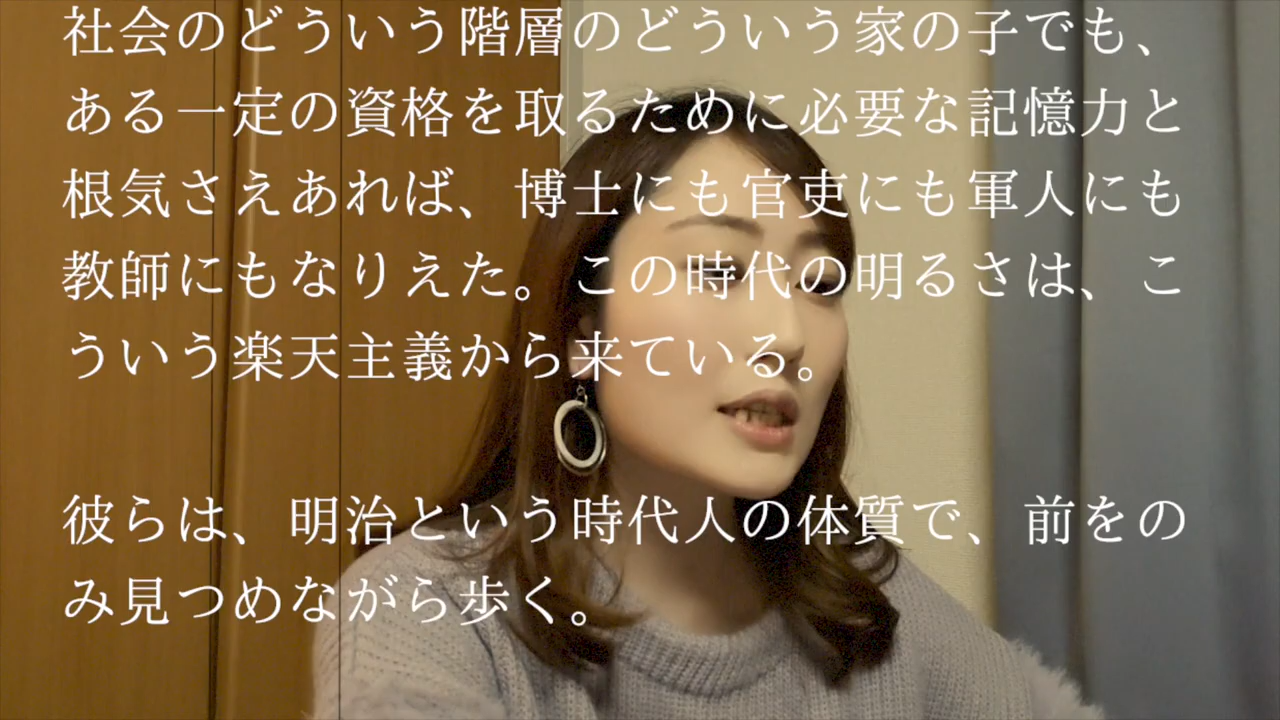 社会のどういう階層のどういう家の子でも、
ある一定の資格を取るために必要な記憶力と
根気さえあれば、博士にも官吏にも軍人にも
教師にもなりえた。この時代の明るさは、こ
ういう楽天主義から来ている。
彼らは、明治という時代人の体質で、前をの
み見つめながら歩く。